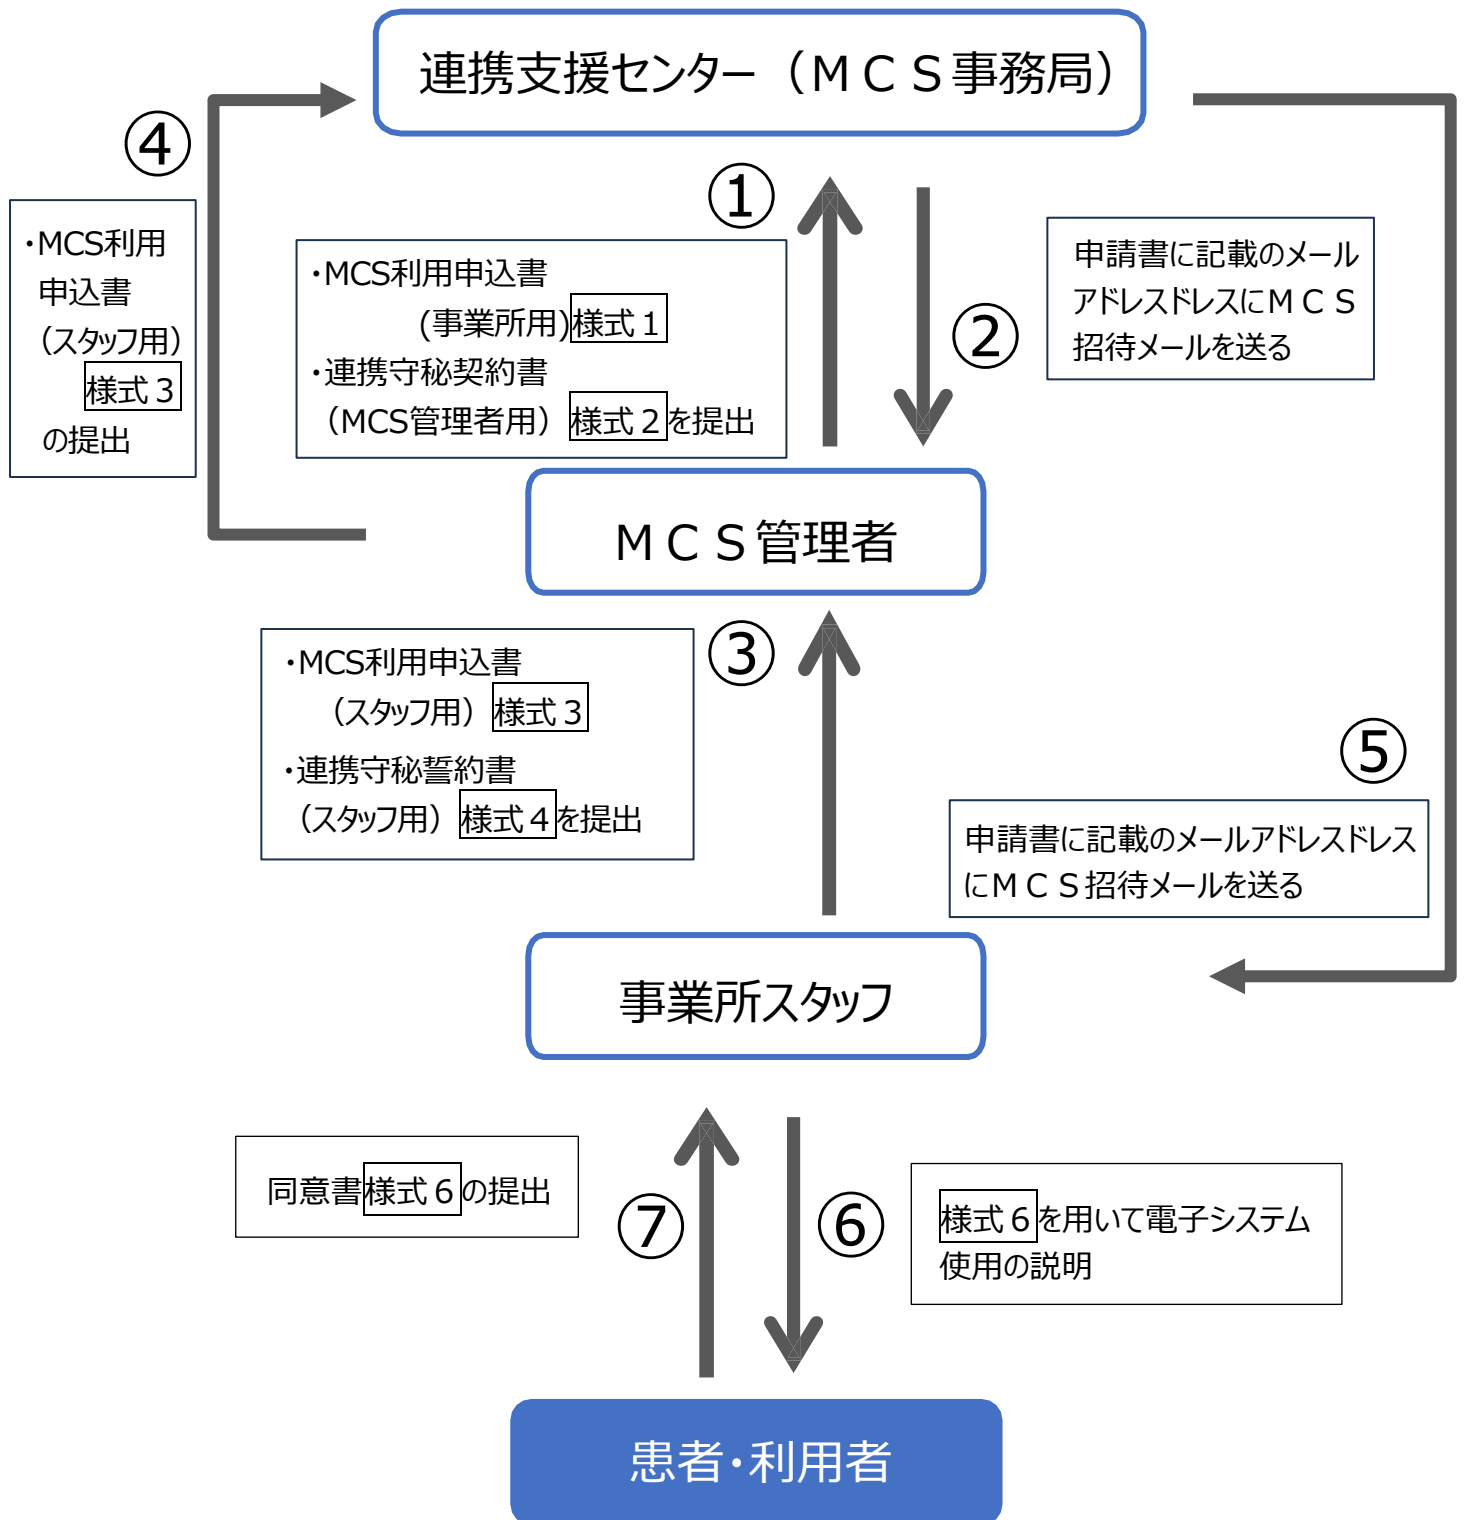 連携支援センター（ＭＣＳ事務局）
④
・MCS利用
申込書
（スタッフ用）
様式３
の提出
①
・MCS利用申込書
(事業所用)様式１
・連携守秘契約書
（MCS管理者用）様式２を提出
②
申請書に記載のメール
アドレスドレスにＭＣＳ
招待メールを送る
ＭＣＳ管理者
③
・MCS利用申込書
（スタッフ用）様式３
・連携守秘誓約書
（スタッフ用）様式４を提出
⑤
申請書に記載のメールアドレスドレス
にＭＣＳ招待メールを送る
事業所スタッフ
同意書様式６の提出
⑦
⑥
様式６を用いて電子システム
使用の説明
患者・利用者